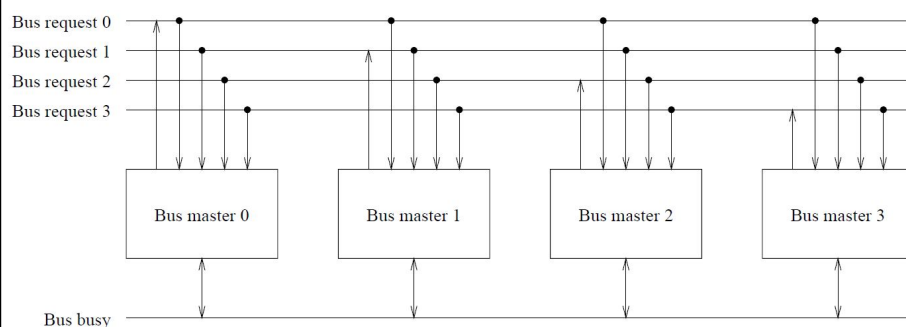 Bus request 0
Bus request 1
Bus request 2
Bus request 3
Bus master 0
Bus master 1
Bus master 2
Bus master 3
Bus busy